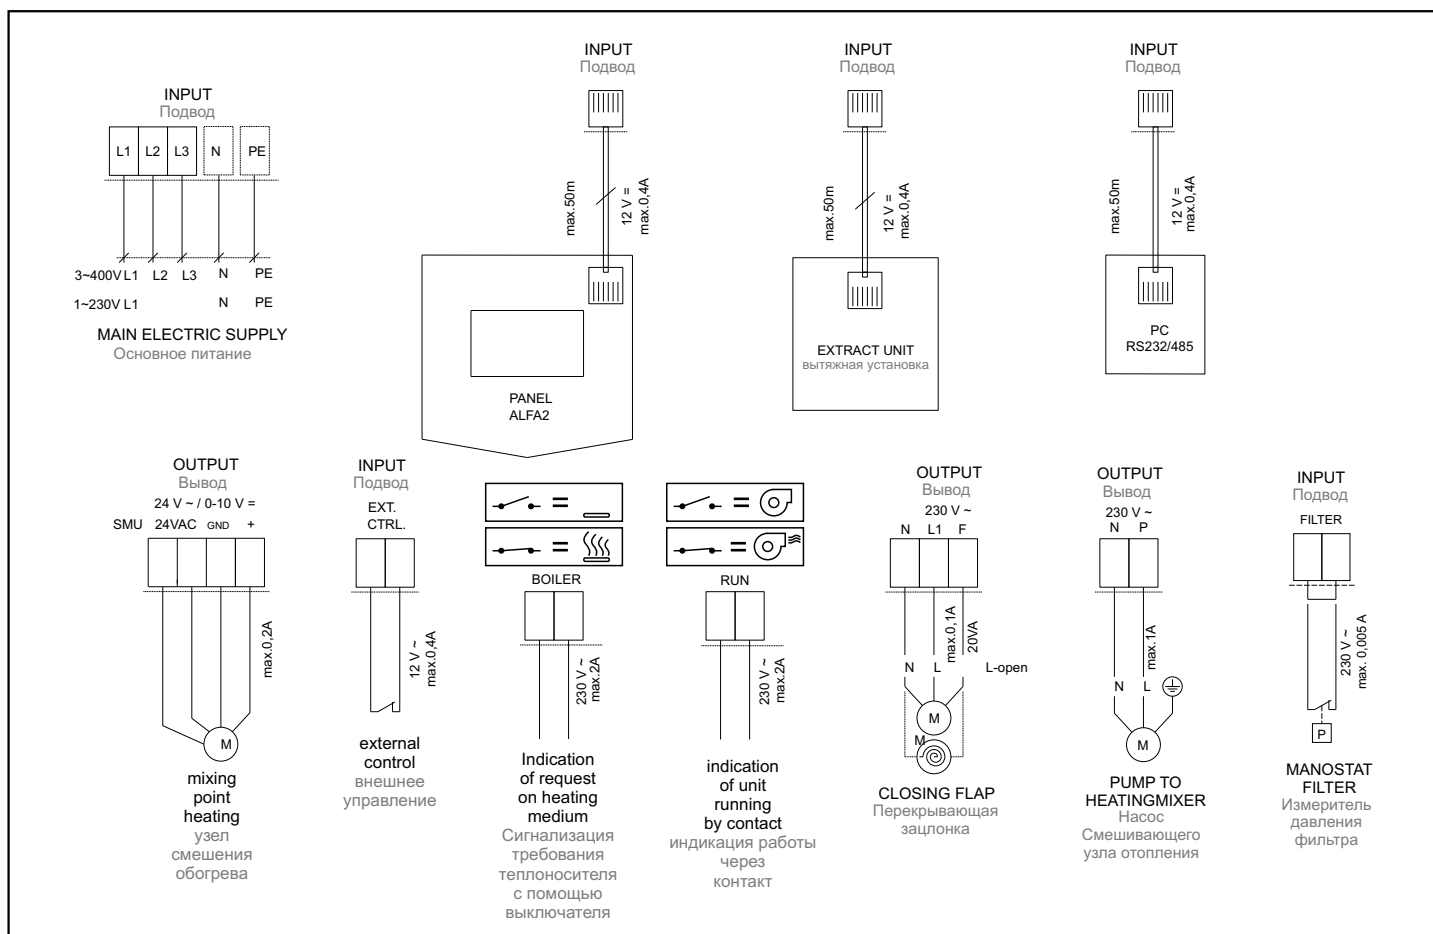 INPUT
Подвод
L1 L2 L3 N PE
3~400V L1 L2 L3 N PE
1~230V L1 N PE
MAIN ELECTRIC SUPPLY
Основное питание
INPUT
Подвод
max.50m
12 V =
max.0,4A
PANEL
ALFA2
INPUT
Подвод
max.50m
12 V =
max.0,4A
EXTRACT UNIT
вытяжная установка
INPUT
Подвод
max.50m
12 V =
max.0,4A
PC
RS232/485
OUTPUT
Вывод
24 V ~ / 0-10 V =
SMU 24VAC GND +
max.0,2A
M
mixing
point
heating
узел
смешения
обогрева
INPUT
Подвод
EXT.
CTRL.
12 V ~
max.0,4A
external
control
внешнее
управление
=
=
BOILER
230 V ~
max.2A
Indication
of request
on heating
medium
Сигнализация
требования
теплоносителя
с помощью
выключателя
=
=
RUN
230 V ~
max.2A
indication
of unit
running
by contact
индикация работы
через
контакт
OUTPUT
Вывод
230 V ~
N L1 F
max.0,1A
20VA
N L L-open
M
M
CLOSING FLAP
Перекрывающая
зацлонка
OUTPUT
Вывод
230 V ~
N P
max.1A
N L
M
PUMP TO
HEATINGMIXER
Насос
Смешивающего
узла отопления
INPUT
Подвод
FILTER
230 V ~
max. 0,005 A
P
MANOSTAT
FILTER
Измеритель
давления
фильтра